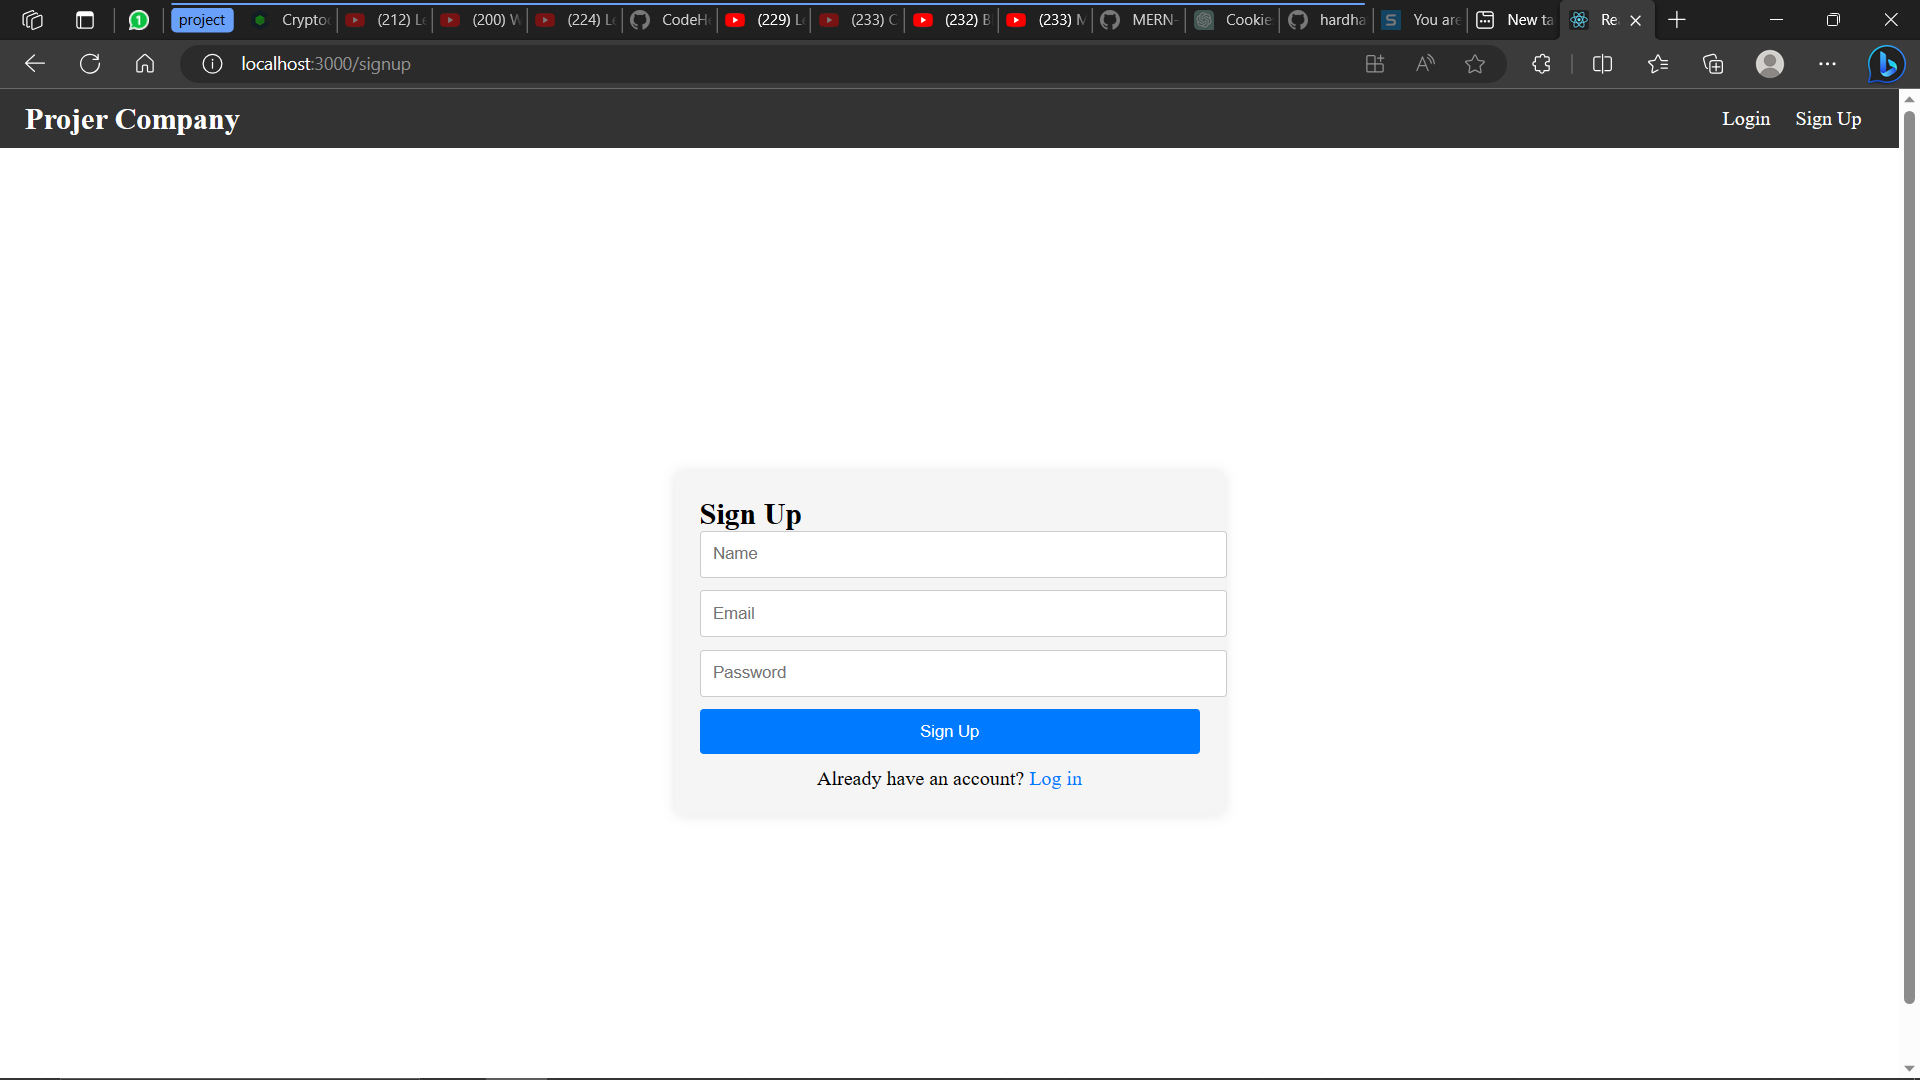 project
Crypto
(212) L
(200) W
(224) Le
CodeH
(229) L
(233) C
(232) B
(233) M
MERN-
Cookie
hardha
You are
New ta
Re
localhost:3000/signup
Projer Company
Login Sign Up
Sign Up
Name
Email
Password
Sign Up
Already have an account? Log in